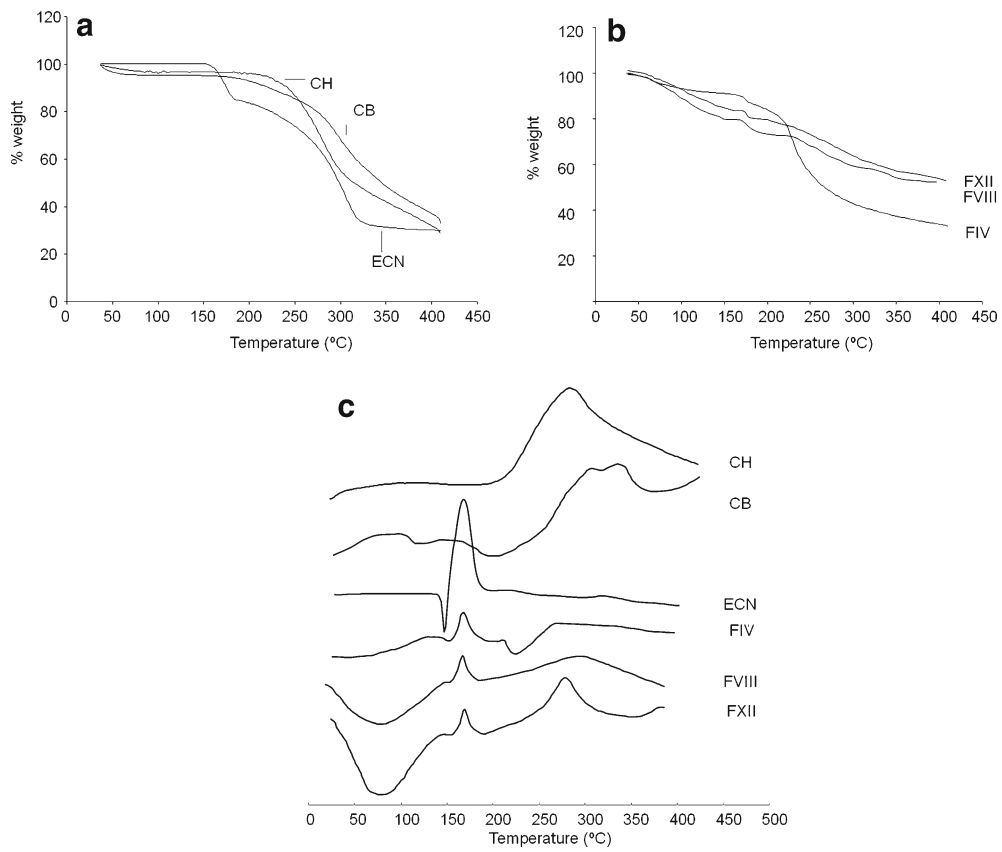 a
120
100
80
60
40
20
0
% weight
CH
CB
ECN
0 50 100 150 200 250 300 350 400 450
Temperature (ºC)
b
120
100
80
60
40
20
% weight
FXII
FVIII
FIV
0 50 100 150 200 250 300 350 400 450
Temperature (ºC)
c
CH
CB
ECN
FIV
FVIII
FXII
0 50 100 150 200 250 300 350 400 450 500
Temperature (ºC)